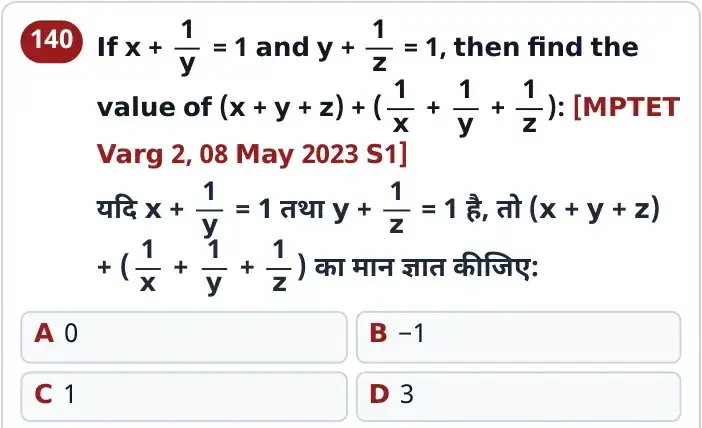 140 If x + 1/y = 1 and y + 1/z = 1, then find the
value of (x + y + z) + (1/x + 1/y + 1/z): [MPTET
Varg 2, 08 May 2023 S1]
यदि x + 1/y = 1 तथा y + 1/z = 1 है, तो (x + y + z)
+ (1/x + 1/y + 1/z) का मान ज्ञात कीजिए:
A 0
B −1
C 1
D 3